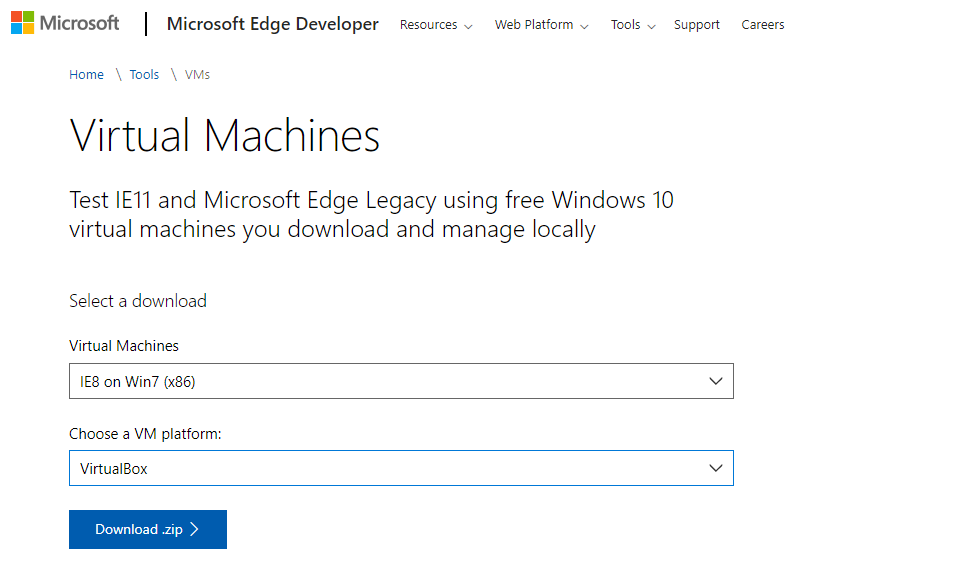 Microsoft | Microsoft Edge Developer Resources Web Platform Tools Support Careers
Home \ Tools \ VMs
Virtual Machines
Test IE11 and Microsoft Edge Legacy using free Windows 10
virtual machines you download and manage locally
Select a download
Virtual Machines
IE8 on Win7 (x86)
Choose a VM platform:
VirtualBox
Download .zip